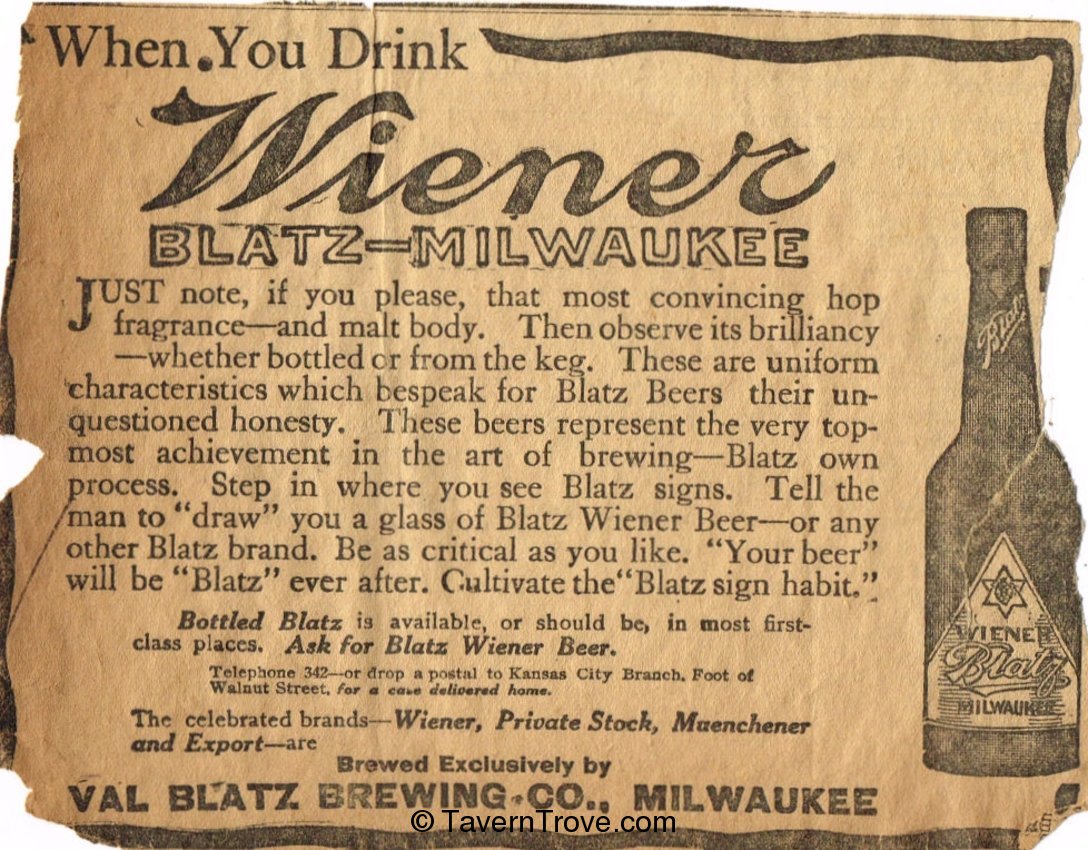 When You Drink
Wiener
BLATZ=MILWAUKEE
JUST note, if you please, that most convincing hop
fragrance—and malt body. Then observe its brilliancy
—whether bottled or from the keg. These are uniform
characteristics which bespeak for Blatz Beers their un-
questioned honesty. These beers represent the very top-
most achievement in the art of brewing—Blatz own
process. Step in where you see Blatz signs. Tell the
man to "draw" you a glass of Blatz Wiener Beer—or any
other Blatz brand. Be as critical as you like. "Your beer"
will be "Blatz" ever after. Cultivate the "Blatz sign habit."
Bottled Blatz is available, or should be, in most first-
class places. Ask for Blatz Wiener Beer.
Telephone 342—or drop a postal to Kansas City Branch, Foot of
Walnut Street, for a case delivered home.
The celebrated brands—Wiener, Private Stock, Muenchener
and Export—are
Brewed Exclusively by
VAL BLATZ BREWING CO., MILWAUKEE
Blatz
WIENER
Blatz
MILWAUKEE
© TavernTrove.com